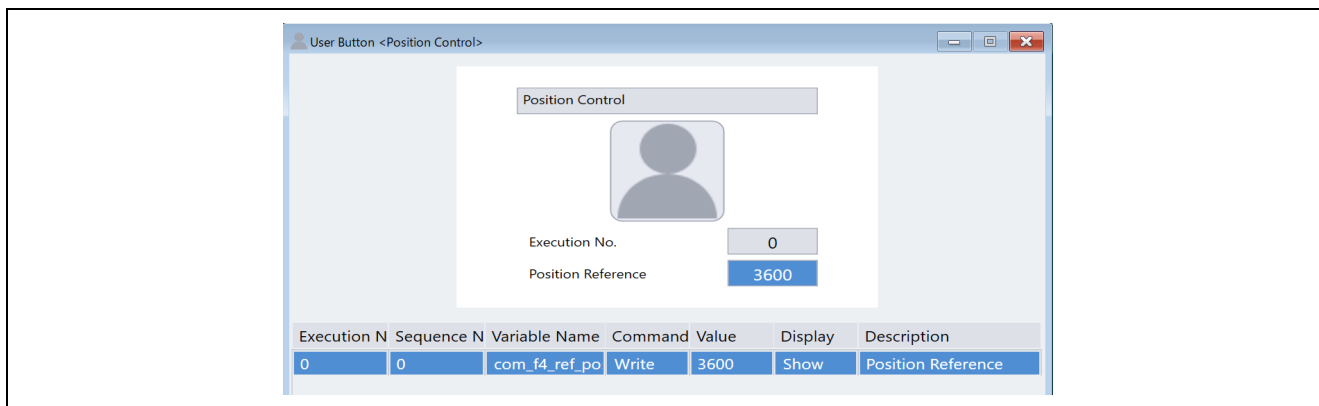 User Button <Position Control>
Position Control
Execution No. 0
Position Reference 3600
Execution N Sequence N Variable Name Command Value Display Description
0 0 com_f4_ref_po Write 3600 Show Position Reference